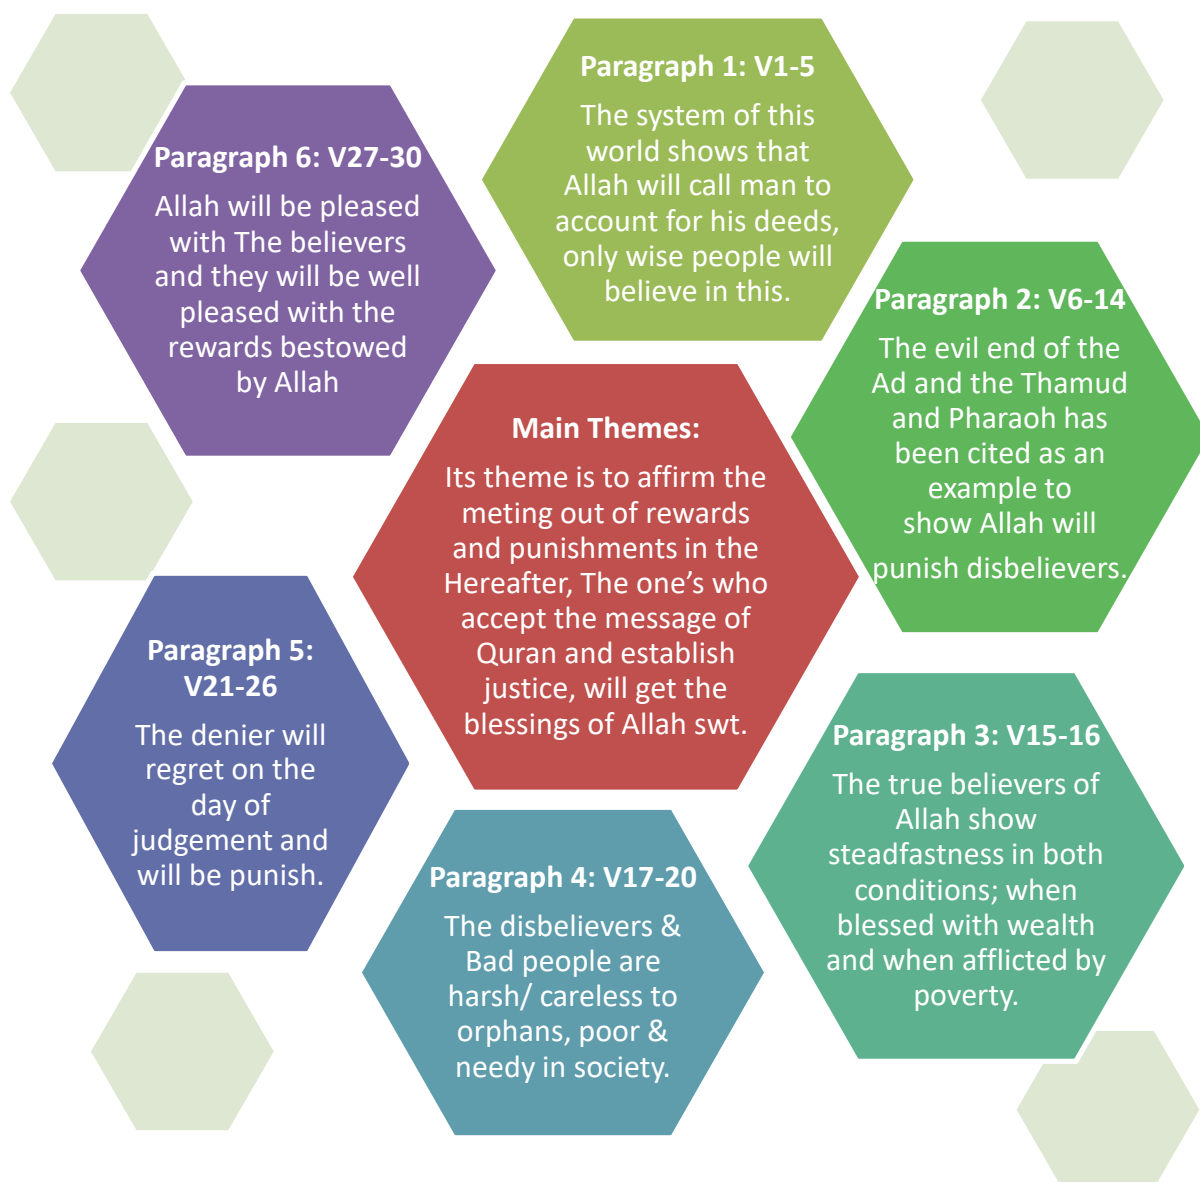 Paragraph 1: V1-5
The system of this
world shows that
Allah will call man to
account for his deeds,
only wise people will
believe in this.
Paragraph 2: V6-14
The evil end of the
Ad and the Thamud
and Pharaoh has
been cited as an
example to
show Allah will
punish disbelievers.
Paragraph 3: V15-16
The true believers of
Allah show
steadfastness in both
conditions; when
blessed with wealth
and when afflicted by
poverty.
Paragraph 4: V17-20
The disbelievers &
Bad people are
harsh/ careless to
orphans, poor &
needy in society.
Paragraph 5:
V21-26
The denier will
regret on the
day of
judgement and
will be punish.
Paragraph 6: V27-30
Allah will be pleased
with The believers
and they will be well
pleased with the
rewards bestowed
by Allah
Main Themes:
Its theme is to affirm the
meting out of rewards
and punishments in the
Hereafter, The one’s who
accept the message of
Quran and establish
justice, will get the
blessings of Allah swt.